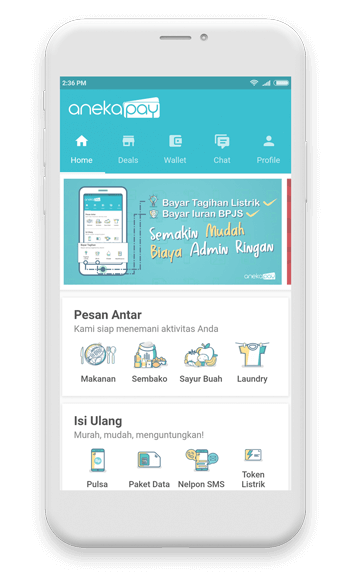 2:36 PM
anekapay
Home Deals Wallet Chat Profile
Bayar Tagihan Listrik
Bayar Iuran BPJS
Semakin Mudah
Biaya Admin Ringan
anekapay
Pesan Antar
Kami siap menemani aktivitas Anda
Makanan Sembako Sayur Buah Laundry
Isi Ulang
Murah, mudah, menguntungkan!
Pulsa Paket Data Nelpon SMS Token Listrik